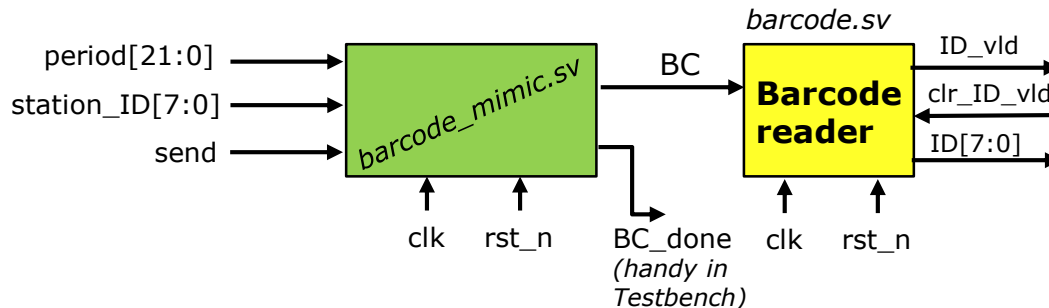 period[21:0]
station_ID[7:0]
send
barcode_mimic.sv
clk
rst_n
BC
BC_done
(handy in
Testbench)
barcode.sv
Barcode
reader
clk
rst_n
ID_vld
clr_ID_vld
ID[7:0]